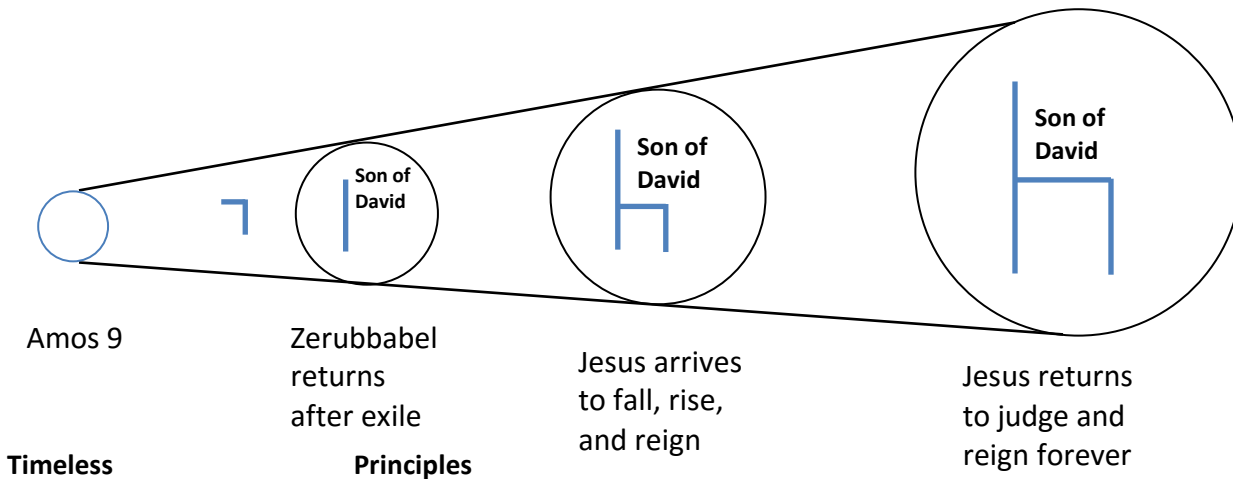 Son of
David
Son of
David
Son of
David
Amos 9
Zerubbabel
returns
after exile
Jesus arrives
to fall, rise,
and reign
Jesus returns
to judge and
reign forever
Timeless Principles